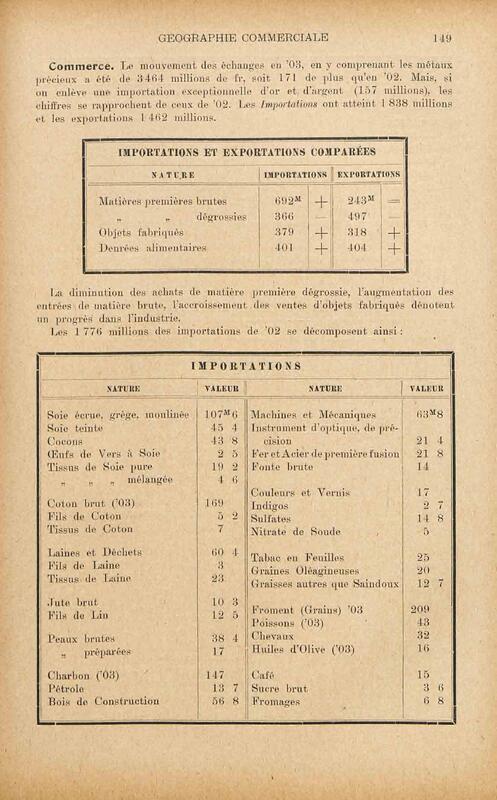 GEOGRAPHIE COMMERCIALE 149
Commerce. Le mouvement des échanges en '03, en y comprenant les métaux
précieux a été de 3 464 millions de fr, soit 171 de plus qu'en '02. Mais, si
on enlève une importation exceptionnelle d'or et d'argent (157 millions), les
chiffres se rapprochent de ceux de '02. Les Importations ont atteint 1 838 millions
et les exportations 1 462 millions.
IMPORTATIONS ET EXPORTATIONS COMPARÉES
NATURE IMPORTATIONS EXPORTATIONS
Matières premières brutes 692M + 243M =
„ „ dégrossies 366 — 497 —
Objets fabriqués 379 + 318 +
Denrées alimentaires 401 + 404 +
La diminution des achats de matière première dégrossie, l'augmentation des
entrées de matière brute, l'accroissement des ventes d'objets fabriqués dénotent
un progrès dans l'industrie.
Les 1 776 millions des importations de '02 se décomposent ainsi :
IMPORTATIONS
NATURE VALEUR NATURE VALEUR
Soie écrue, grège, moulinée 107M6
Soie teinte 45 4
Cocons 43 8
Œufs de Vers à Soie 2 5
Tissus de Soie pure 19 2
„ „ „ mélangée 4 6
Coton brut ('03) 169
Fils de Coton 5 2
Tissus de Coton 7
Laines et Déchets 60 4
Fils de Laine 3
Tissus de Laine 23
Jute brut 10 3
Fils de Lin 12 5
Peaux brutes 38 4
„ préparées 17
Charbon ('03) 147
Pétrole 13 7
Bois de Construction 56 8
Machines et Mécaniques 63M8
Instrument d'optique, de pré-
cision 21 4
Fer et Acier de première fusion 21 8
Fonte brute 14
Couleurs et Vernis 17
Indigos 2 7
Sulfates 14 8
Nitrate de Soude 5
Tabac en Feuilles 25
Graines Oléagineuses 20
Graisses autres que Saindoux 12 7
Froment (Grains) '03 209
Poissons ('03) 43
Chevaux 32
Huiles d'Olive ('03) 16
Café 15
Sucre brut 3 6
Fromages 6 8